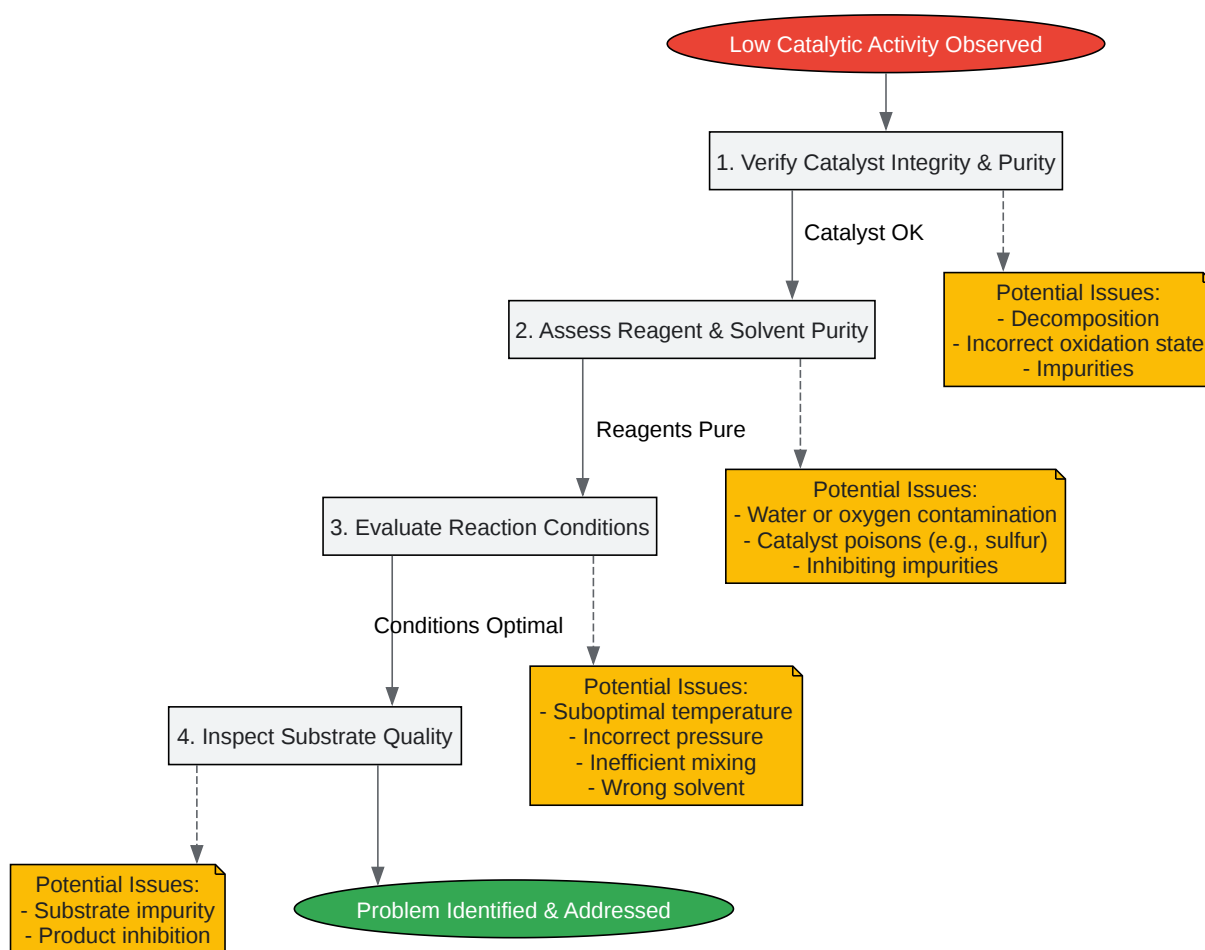 Low Catalytic Activity Observed
1. Verify Catalyst Integrity & Purity
Catalyst OK
Potential Issues:
- Decomposition
- Incorrect oxidation state
- Impurities
2. Assess Reagent & Solvent Purity
Reagents Pure
Potential Issues:
- Water or oxygen contamination
- Catalyst poisons (e.g., sulfur)
- Inhibiting impurities
3. Evaluate Reaction Conditions
Conditions Optimal
Potential Issues:
- Suboptimal temperature
- Incorrect pressure
- Inefficient mixing
- Wrong solvent
4. Inspect Substrate Quality
Potential Issues:
- Substrate impurity
- Product inhibition
Problem Identified & Addressed